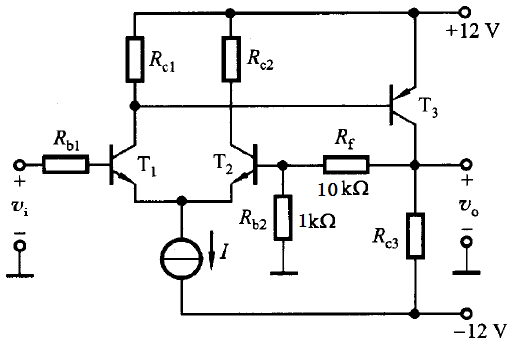 +12 V
Rc1
Rc2
T3
Rb1
Rf
T1
T2
+
10 kΩ
+
vi
Rb2
1kΩ
vo
−
I
Rc3
−
−12 V